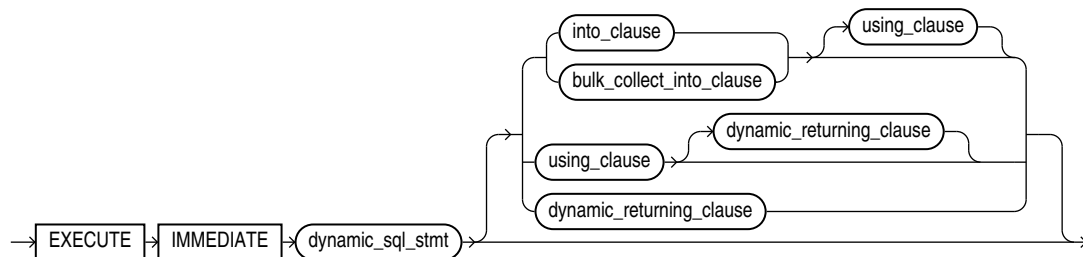 into_clause
using_clause
bulk_collect_into_clause
dynamic_returning_clause
using_clause
dynamic_returning_clause
EXECUTE IMMEDIATE dynamic_sql_stmt